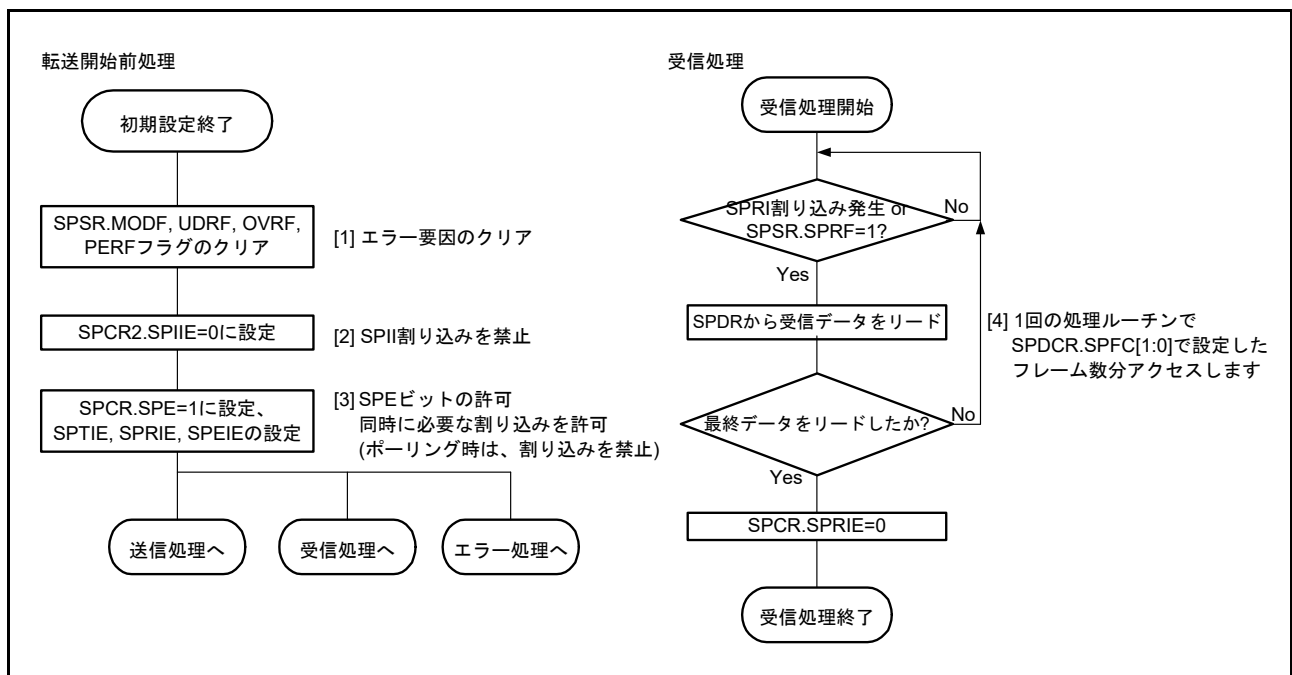 転送開始前処理
初期設定終了
SPSR.MODF, UDRF, OVRF,
PERFフラグのクリア
[1] エラー要因のクリア
SPCR2.SPIIE=0に設定
[2] SPII割り込みを禁止
SPCR.SPE=1に設定、
SPTIE, SPRIE, SPEIEの設定
[3] SPEビットの許可
同時に必要な割り込みを許可
(ポーリング時は、割り込みを禁止)
送信処理へ
受信処理へ
エラー処理へ
受信処理
受信処理開始
SPRI割り込み発生 or
SPSR.SPRF=1?
No
Yes
SPDRから受信データをリード
[4] 1回の処理ルーチンで
SPDCR.SPFC[1:0]で設定した
フレーム数分アクセスします
最終データをリードしたか?
No
Yes
SPCR.SPRIE=0
受信処理終了